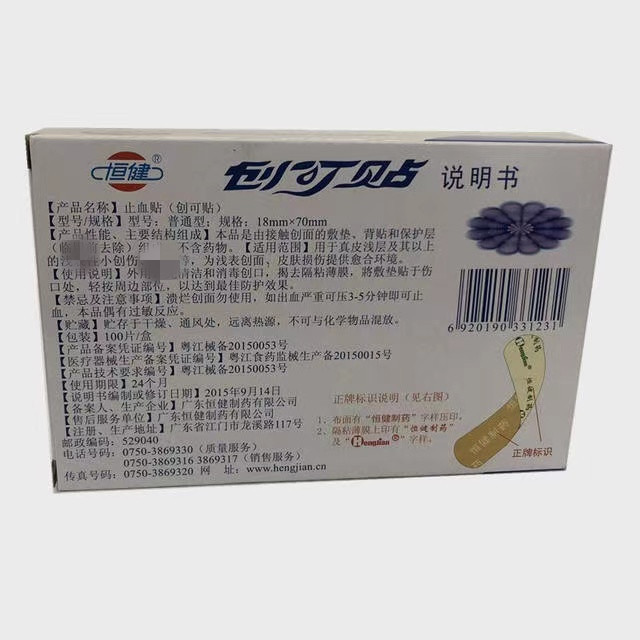 恒健®
创可贴 说明书
【产品名称】止血贴（创可贴）
【型号/规格】型号：普通型；规格：18mm×70mm
【产品性能、主要结构组成】本品是由接触创面的敷垫、背贴和保护层
去除） 不含药物。【适用范围】用于真皮浅层及其以上
的浅 小创伤 ，为浅表创面、皮肤损伤提供愈合环境。
【使用说明】 清洁和消毒创口，揭去隔粘薄膜，將敷垫贴于伤
口处，轻按周边部位，以达到最佳防护效果。
【禁忌及注意事项】溃烂创面勿使用，如出血严重可压3-5分钟即可止
血，本品偶有过敏反应。
【贮藏】贮存于干燥、通风处，远离热源，不可与化学物品混放。
【包装】100片/盒
【产品备案凭证编号】粤江械备20150053号
【医疗器械生产备案凭证编号】粤江食药监械生产备20150015号
【产品技术要求编号】粤江械备20150053号
【使用期限】24个月
【说明书编制或修订日期】2015年9月14日
【备案人、生产企业】广东恒健制药有限公司
【售后服务单位】广东恒健制药有限公司
【注册、生产地址】广东省江门市龙溪路117号
邮政编码：529040
电话号码：0750-3869330（质量服务）
0750-3869316 3869317（销售服务）
传真号码：0750-3869320 网址：www.hengjian.cn
6 920190 331231
正牌标识说明（见右图）
1、布面有“恒健制药”字样压印。
2、隔粘薄膜上印有“恒健制药”
及“Hengjian®”字样。
Hengjian®
恒健制药
恒健制药
正牌标识